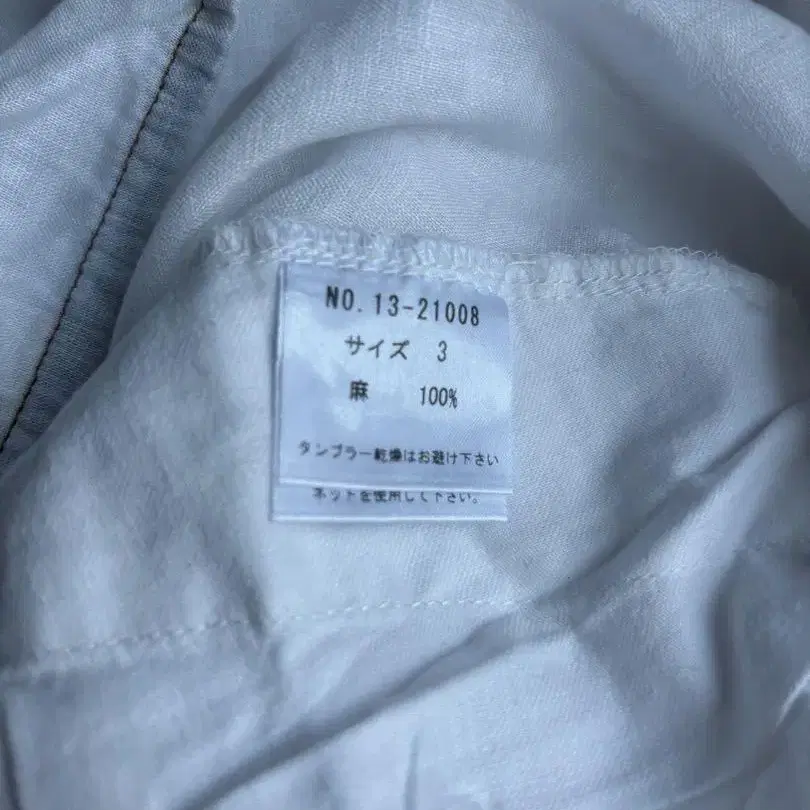 NO.13-21008
サイズ 3
麻 100%
タンブラー乾燥はお避け下さい
ネットを使用して下さい。